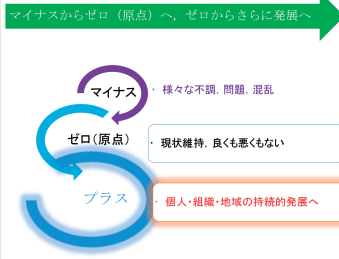 マイナスからゼロ（原点）へ，ゼロからさらに発展へ
マイナス
・ 様々な不調，問題，混乱
ゼロ（原点）
・ 現状維持，良くも悪くもない
プラス
・ 個人・組織・地域の持続的発展へ